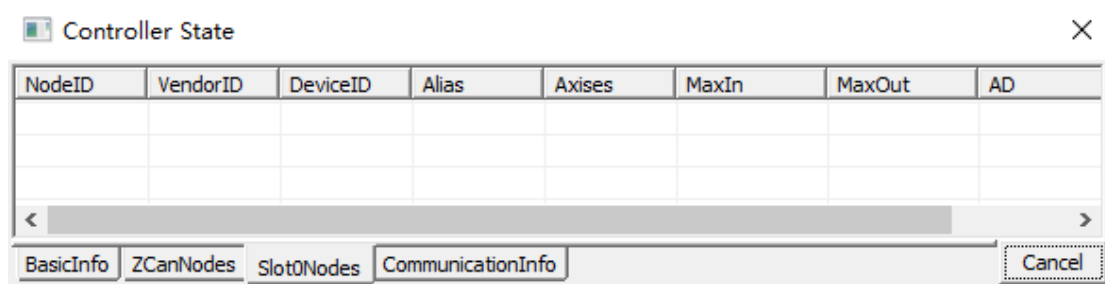 Controller State
NodeID VendorID DeviceID Alias Axises MaxIn MaxOut AD
BasicInfo ZCanNodes Slot0Nodes CommunicationInfo Cancel